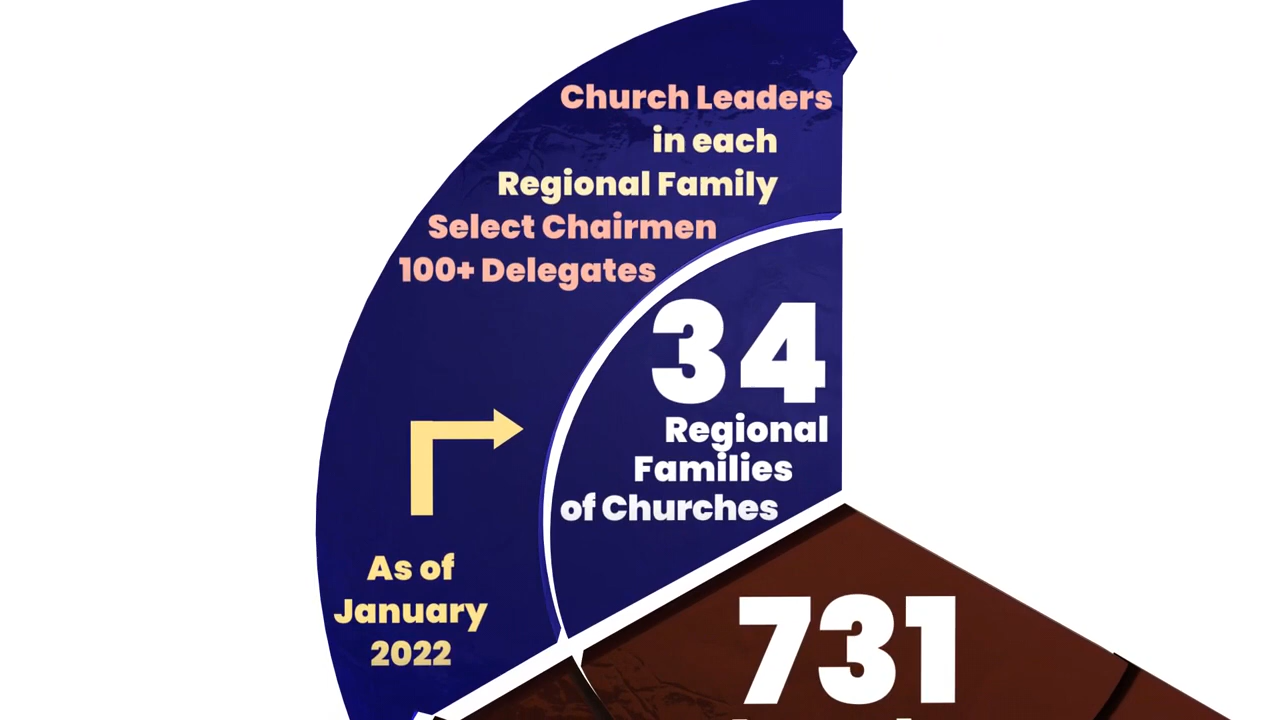 Church Leaders
in each
Regional Family
Select Chairmen
100+ Delegates
34
Regional
Families
of Churches
As of
January
2022
731